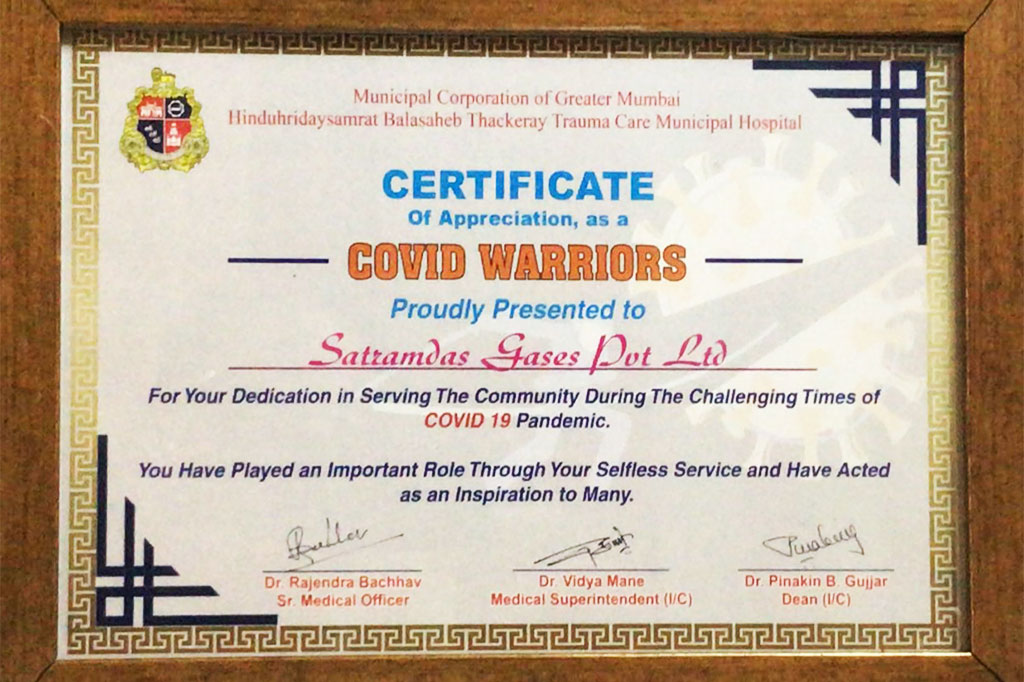 Municipal Corporation of Greater Mumbai
Hinduhridaysamrat Balasaheb Thackeray Trauma Care Municipal Hospital
CERTIFICATE
Of Appreciation, as a
COVID WARRIORS
Proudly Presented to
Satramdas Gases Pvt Ltd
For Your Dedication in Serving The Community During The Challenging Times of
COVID 19 Pandemic.
You Have Played an Important Role Through Your Selfless Service and Have Acted
as an Inspiration to Many.
Dr. Rajendra Bachhav
Sr. Medical Officer
Dr. Vidya Mane
Medical Superintendent (I/C)
Dr. Pinakin B. Gujjar
Dean (I/C)